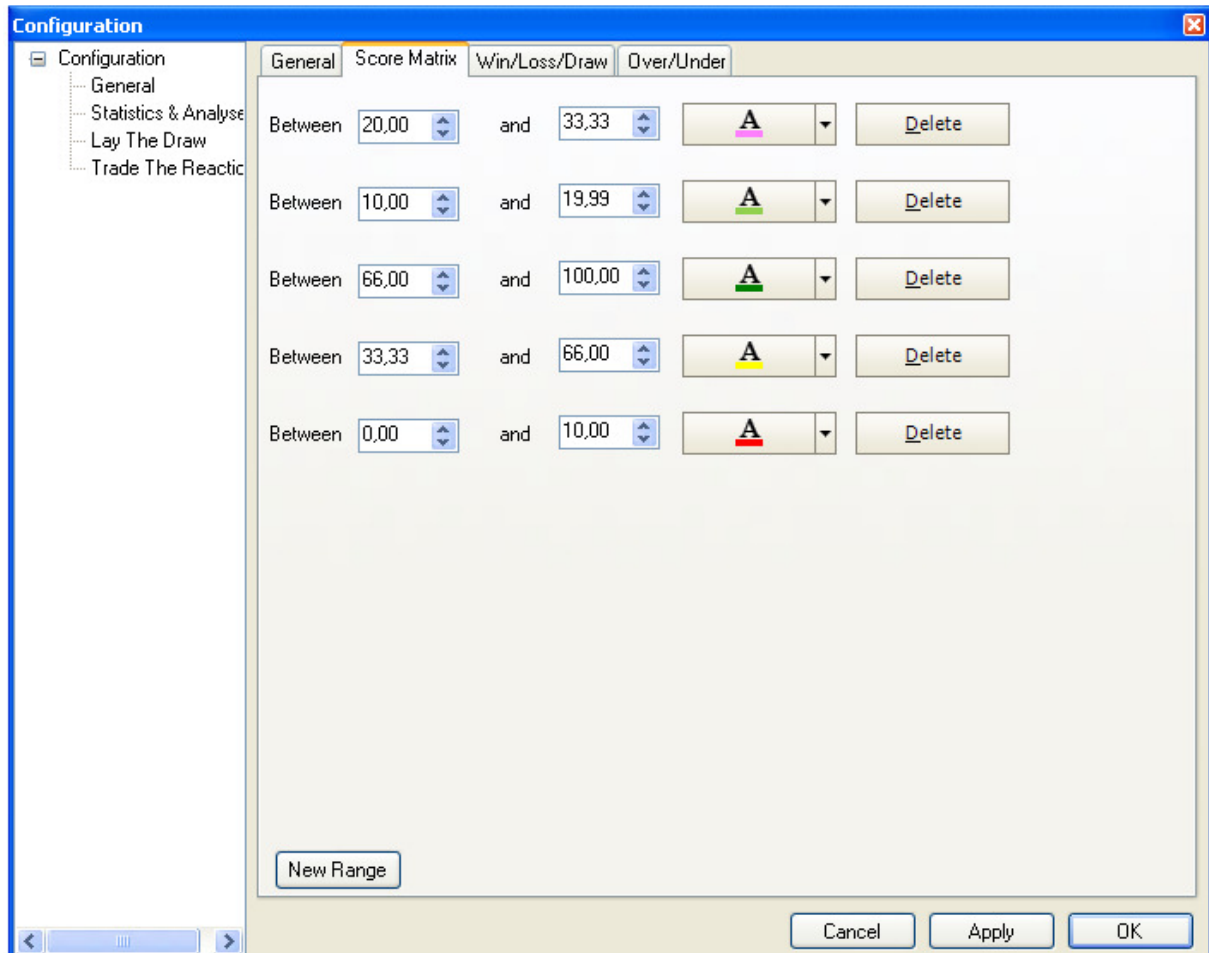 Configuration
Configuration
General
Statistics & Analyse
Lay The Draw
Trade The Reactic
General Score Matrix Win/Loss/Draw Over/Under
Between 20,00 and 33,33 A Delete
Between 10,00 and 19,99 A Delete
Between 66,00 and 100,00 A Delete
Between 33,33 and 66,00 A Delete
Between 0,00 and 10,00 A Delete
New Range
Cancel Apply OK